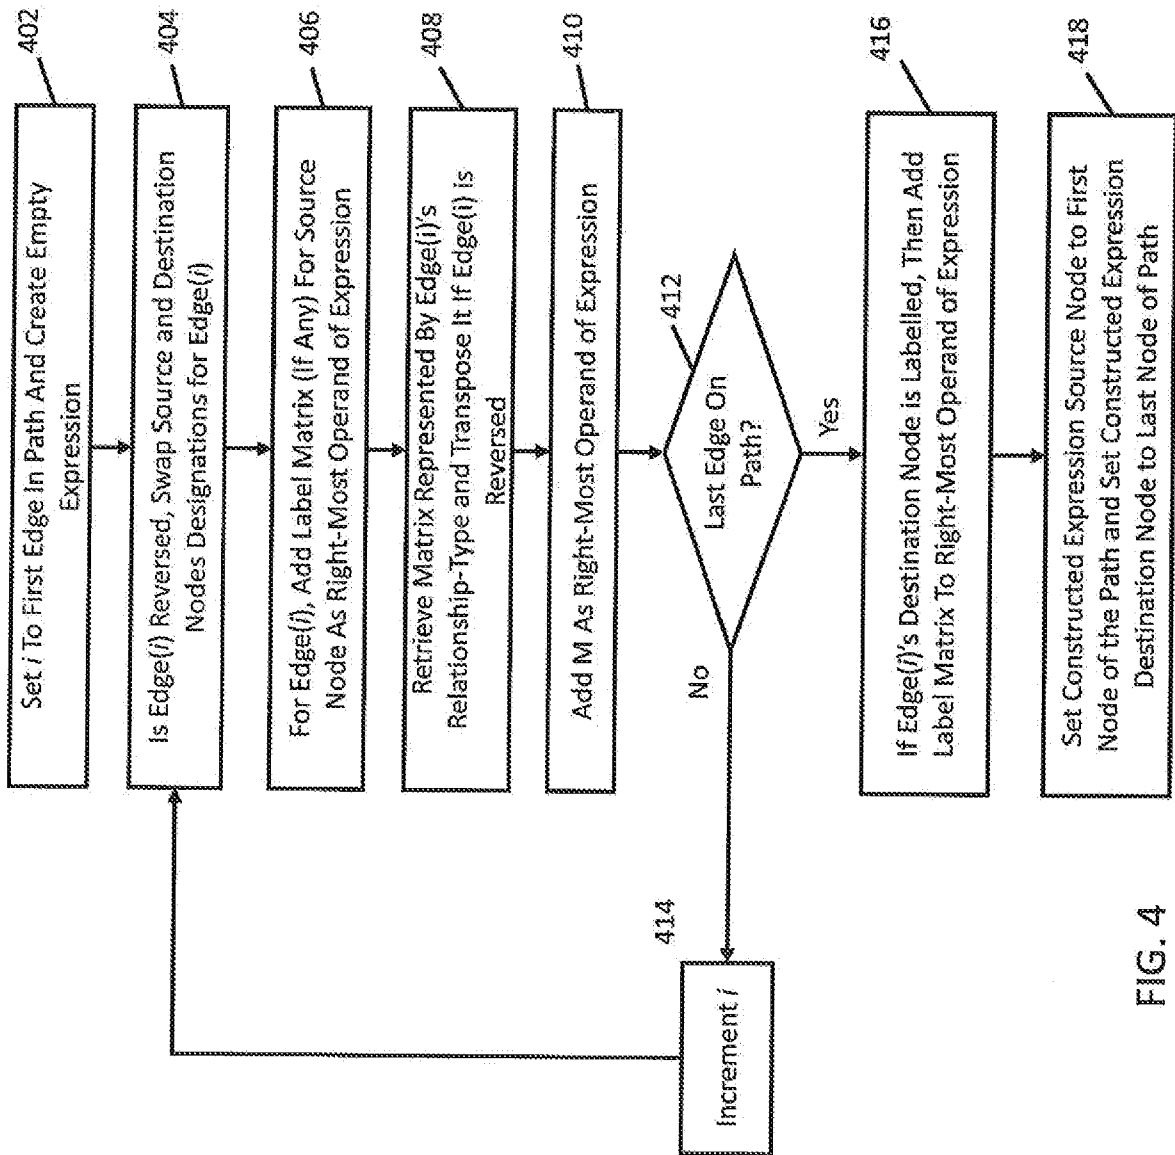 402
Set i To First Edge In Path And Create Empty
Expression
404
Is Edge(i) Reversed, Swap Source and Destination
Nodes Designations for Edge(i)
406
For Edge(i), Add Label Matrix (If Any) For Source
Node As Right-Most Operand of Expression
408
Retrieve Matrix Represented By Edge(i)'s
Relationship-Type and Transpose It If Edge(i) is
Reversed
410
Add M As Right-Most Operand of Expression
412
Last Edge On
Path?
No
Yes
414
Increment i
416
If Edge(i)'s Destination Node is Labelled, Then Add
Label Matrix To Right-Most Operand of Expression
418
Set Constructed Expression Source Node to First
Node of the Path and Set Constructed Expression
Destination Node to Last Node of Path
FIG. 4